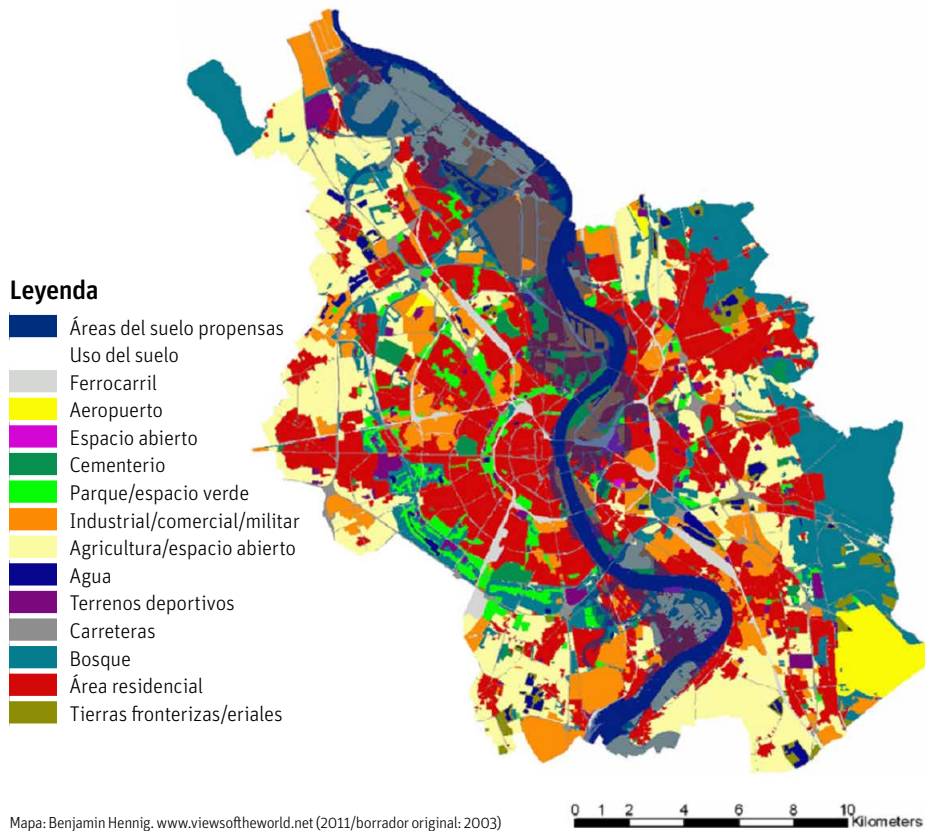 Leyenda
Áreas del suelo propensas
Uso del suelo
Ferrocarril
Aeropuerto
Espacio abierto
Cementerio
Parque/espacio verde
Industrial/comercial/militar
Agricultura/espacio abierto
Agua
Terrenos deportivos
Carreteras
Bosque
Área residencial
Tierras fronterizas/eriales
0 1 2 4 6 8 10
Kilometers
Mapa: Benjamin Hennig. www.viewsoftheworld.net (2011/borrador original: 2003)